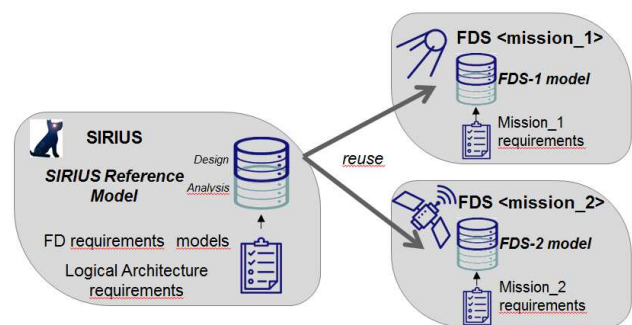 SIRIUS
SIRIUS Reference
Model
Design
Analysis
FD requirements models
Logical Architecture
requirements
reuse
FDS <mission_1>
FDS-1 model
Mission_1
requirements
FDS <mission_2>
FDS-2 model
Mission_2
requirements